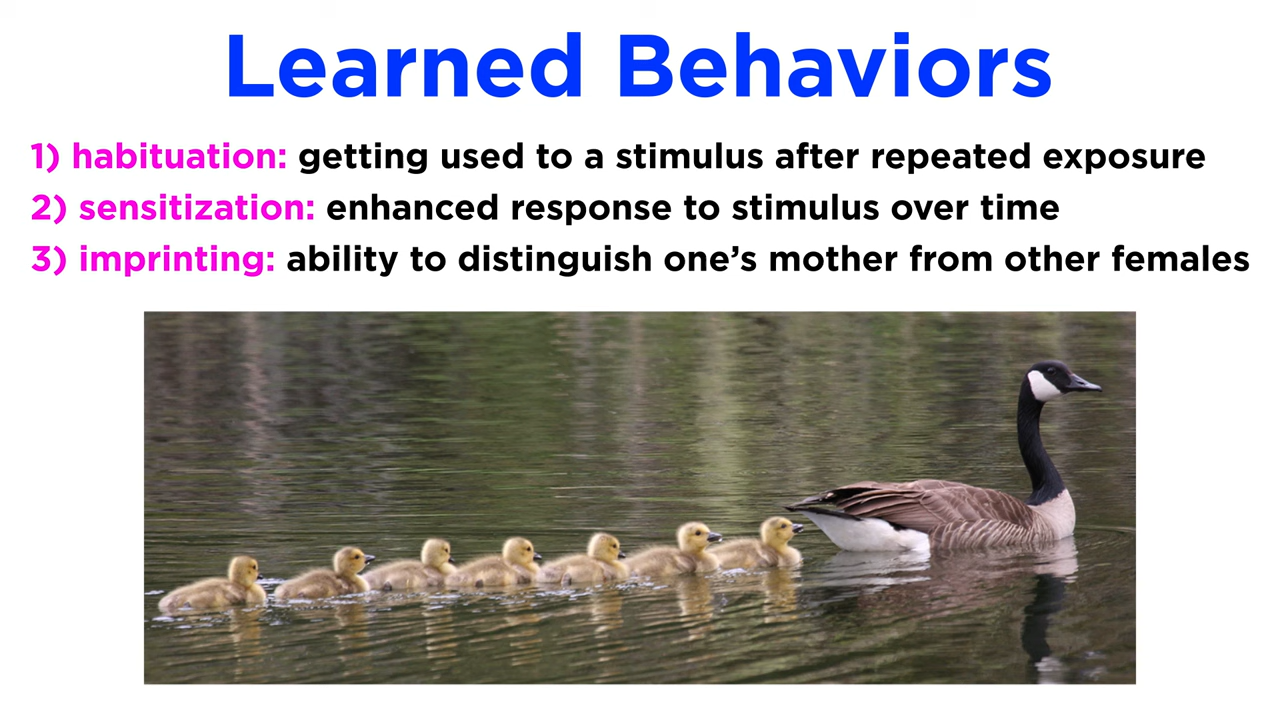 Learned Behaviors
1) habituation: getting used to a stimulus after repeated exposure
2) sensitization: enhanced response to stimulus over time
3) imprinting: ability to distinguish one’s mother from other females